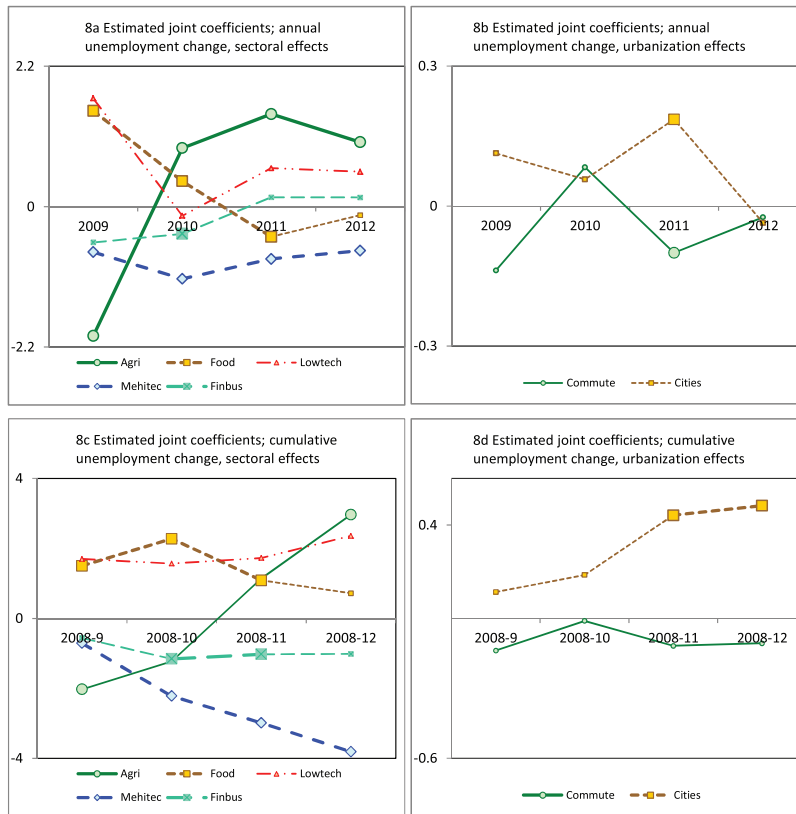 8a Estimated joint coefficients; annual
unemployment change, sectoral effects
2.2
0
-2.2
2009 2010 2011 2012
Agri Food Lowtech
Mehitec Finbus
8b Estimated joint coefficients; annual
unemployment change, urbanization effects
0.3
0
-0.3
2009 2010 2011 2012
Commute Cities
8c Estimated joint coefficients; cumulative
unemployment change, sectoral effects
4
0
-4
2008-9 2008-10 2008-11 2008-12
Agri Food Lowtech
Mehitec Finbus
8d Estimated joint coefficients; cumulative
unemployment change, urbanization effects
0.4
-0.6
2008-9 2008-10 2008-11 2008-12
Commute Cities